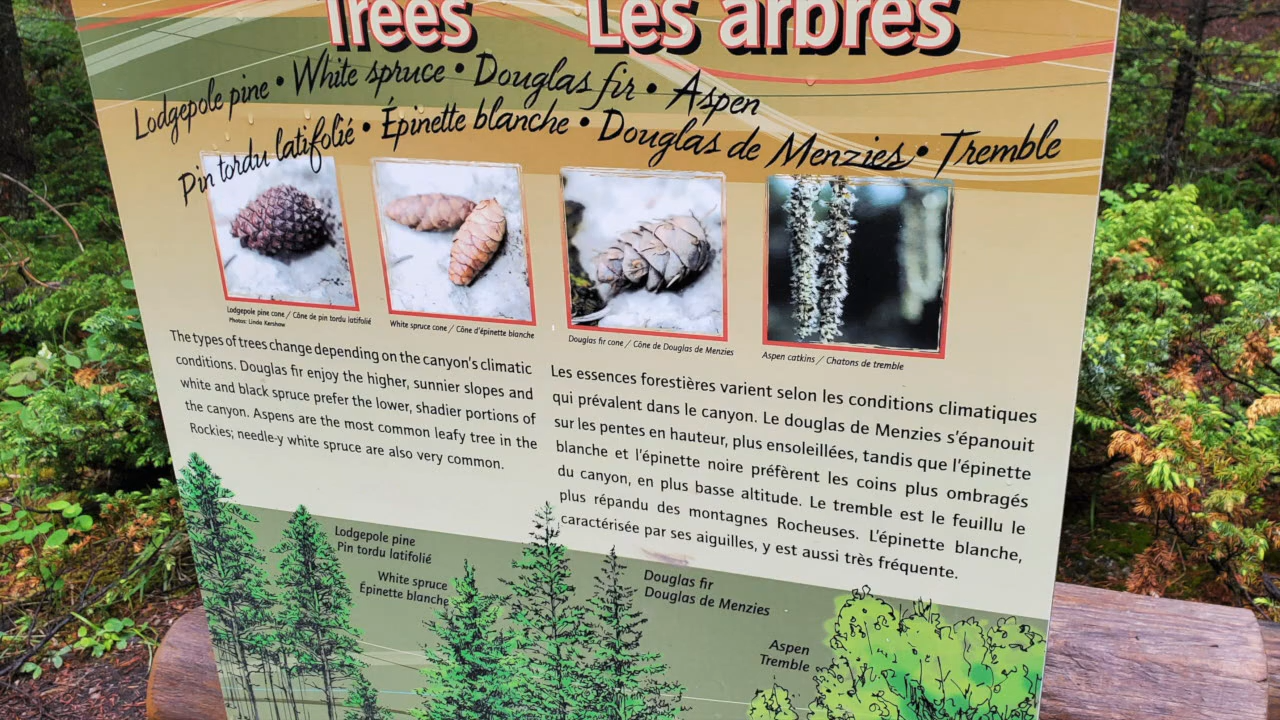 Trees Les arbres
Lodgepole pine • White spruce • Douglas fir • Aspen
Pin tordu latifolié • Épinette blanche • Douglas de Menzies • Tremble
Lodgepole pine cone / Cône de pin tordu latifolié
Photos: Linda Kershaw
White spruce cone / Cône d'épinette blanche
Douglas fir cone / Cône de Douglas de Menzies
Aspen catkins / Chatons de tremble
The types of trees change depending on the canyon's climatic
conditions. Douglas fir enjoy the higher, sunnier slopes and
white and black spruce prefer the lower, shadier portions of
the canyon. Aspens are the most common leafy tree in the
Rockies; needle-y white spruce are also very common.
Les essences forestières varient selon les conditions climatiques
qui prévalent dans le canyon. Le douglas de Menzies s'épanouit
sur les pentes en hauteur, plus ensoleillées, tandis que l'épinette
blanche et l'épinette noire préfèrent les coins plus ombragés
du canyon, en plus basse altitude. Le tremble est le feuillu le
plus répandu des montagnes Rocheuses. L'épinette blanche,
caractérisée par ses aiguilles, y est aussi très fréquente.
Lodgepole pine
Pin tordu latifolié
White spruce
Épinette blanche
Douglas fir
Douglas de Menzies
Aspen
Tremble